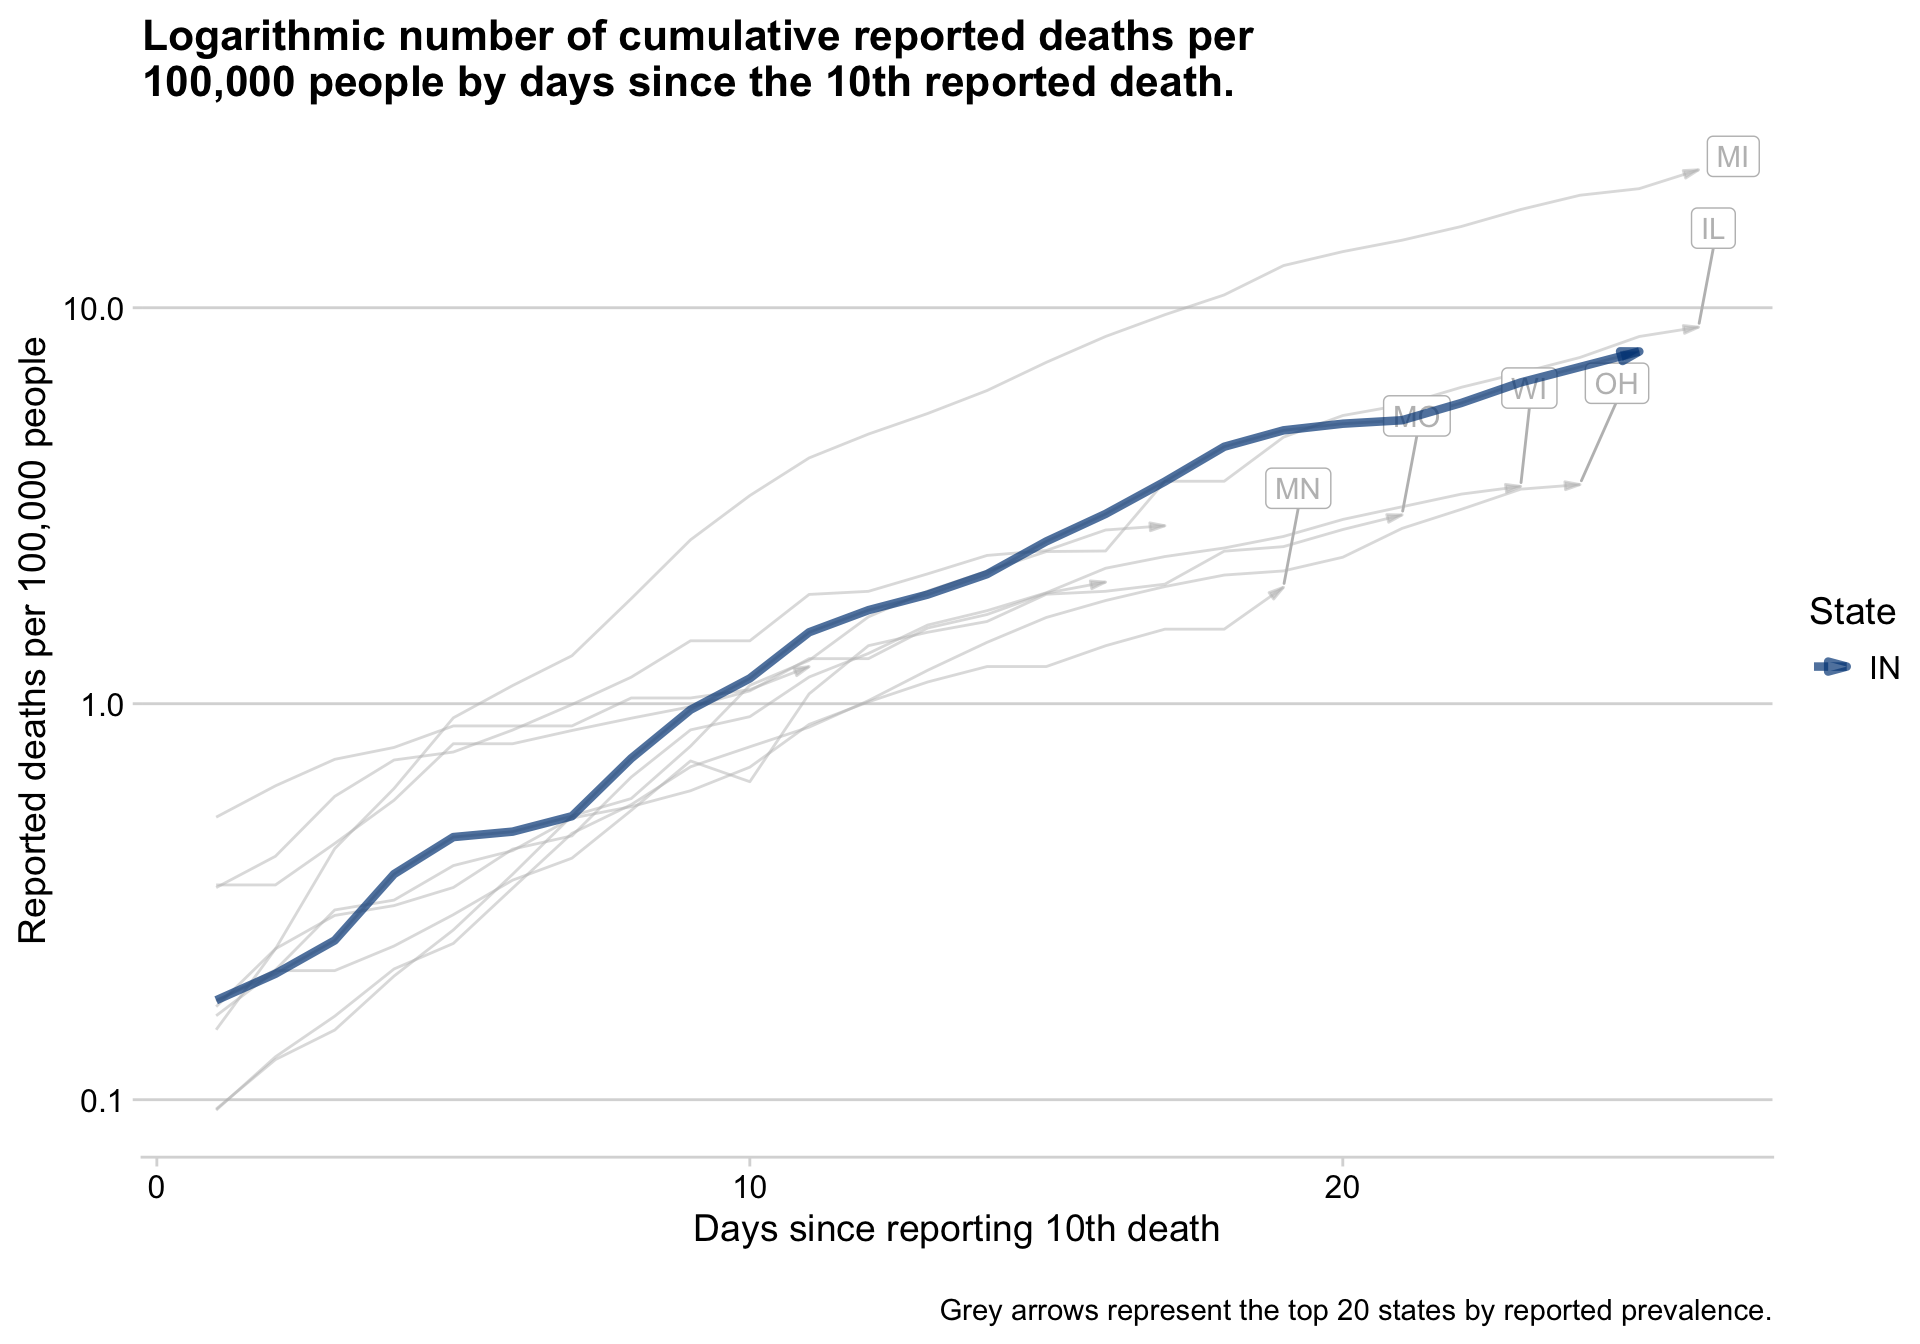 Logarithmic number of cumulative reported deaths per
100,000 people by days since the 10th reported death.
MI
IL
10.0
WI
OH
MO
MN
1.0
0.1
Reported deaths per 100,000 people
State
IN
0
10
20
Days since reporting 10th death
Grey arrows represent the top 20 states by reported prevalence.